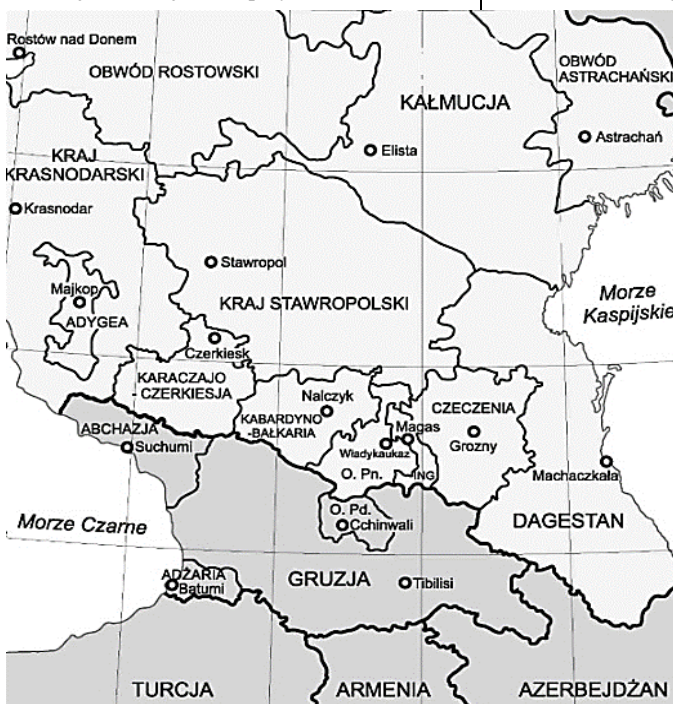 Rostów nad Donem
OBWÓD ROSTOWSKI
OBWÓD
ASTRACHAŃSKI
KAŁMUCJA
Astrachań
Elista
KRAJ
KRASNODARSKI
Krasnodar
Stawropol
Majkop
ADYGEA
KRAJ STAWROPOLSKI
Morze
Kaspijskie
Czerkiesk
KARACZAJO
-CZERKIESJA
Nalczyk
KABARDYNO
-BAŁKARIA
CZECZENIA
Magas
Grozny
ABCHAZJA
Suchumi
Władykaukaz
O. Pn.
ING
Machaczkała
Morze Czarne
O. Pd.
Cchinwali
DAGESTAN
ADŻARIA
Batumi
GRUZJA
Tibilisi
TURCJA
ARMENIA
AZERBEJDŻAN